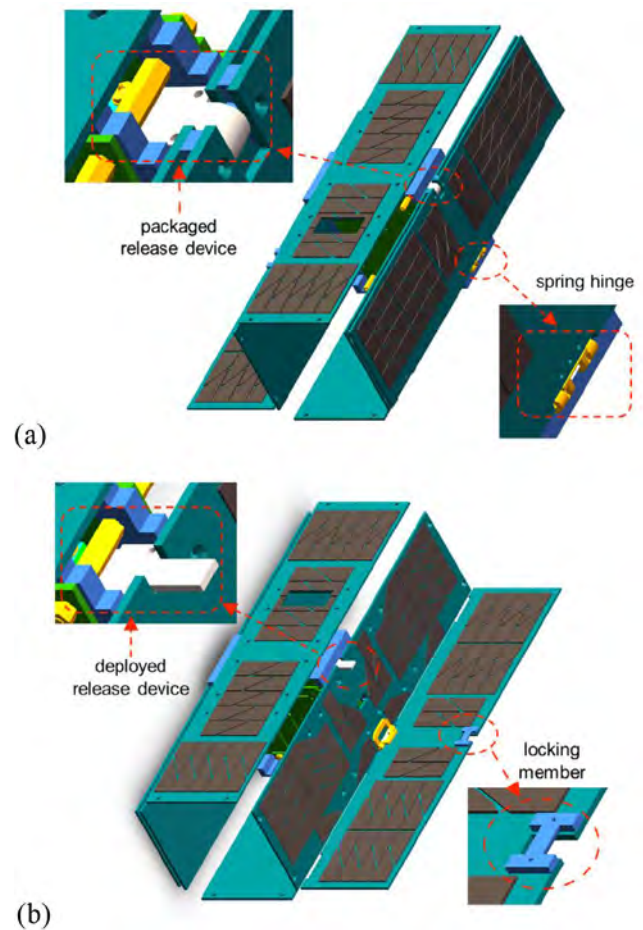 packaged
release device
spring hinge
(a)
deployed
release device
locking
member
(b)